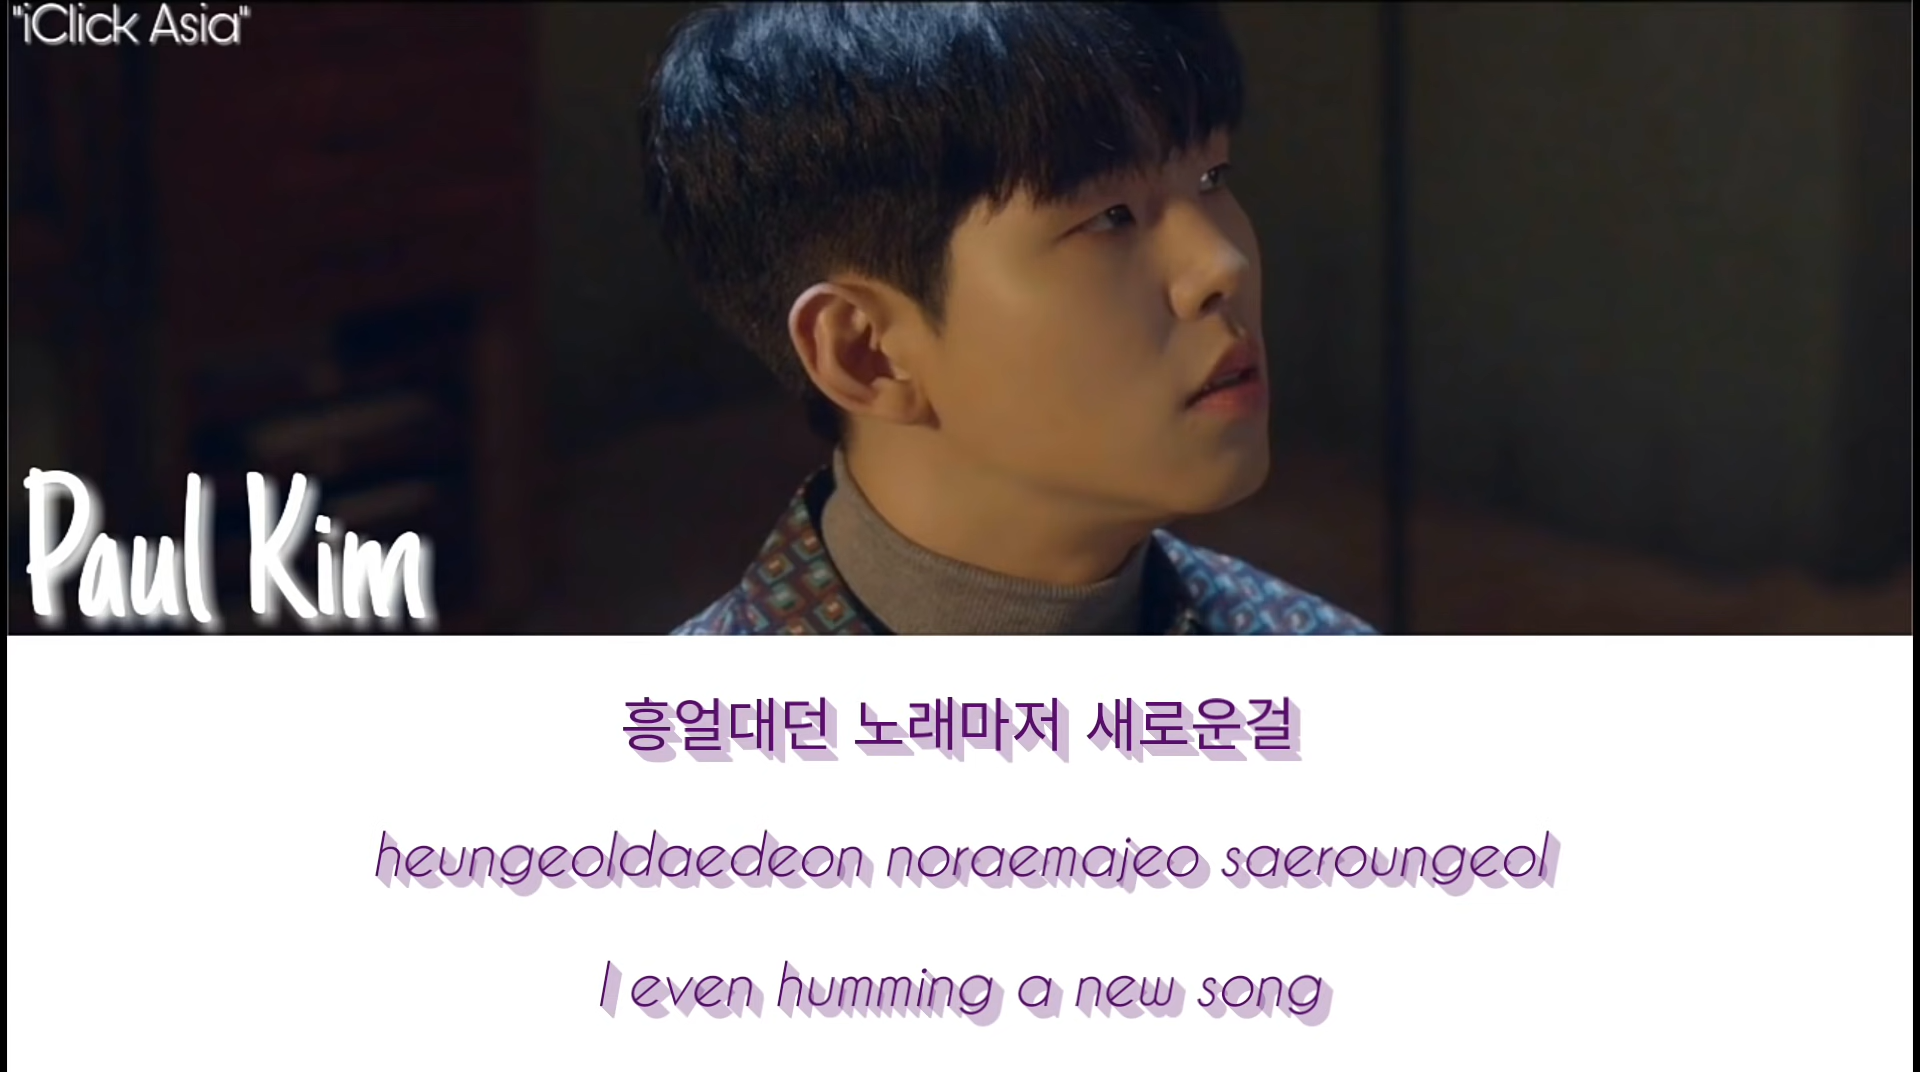 "iClick Asia"
Paul Kim
흥얼대던 노래마저 새로운걸
heungeoldaedeon noraemajeo saeroungeol
I even humming a new song